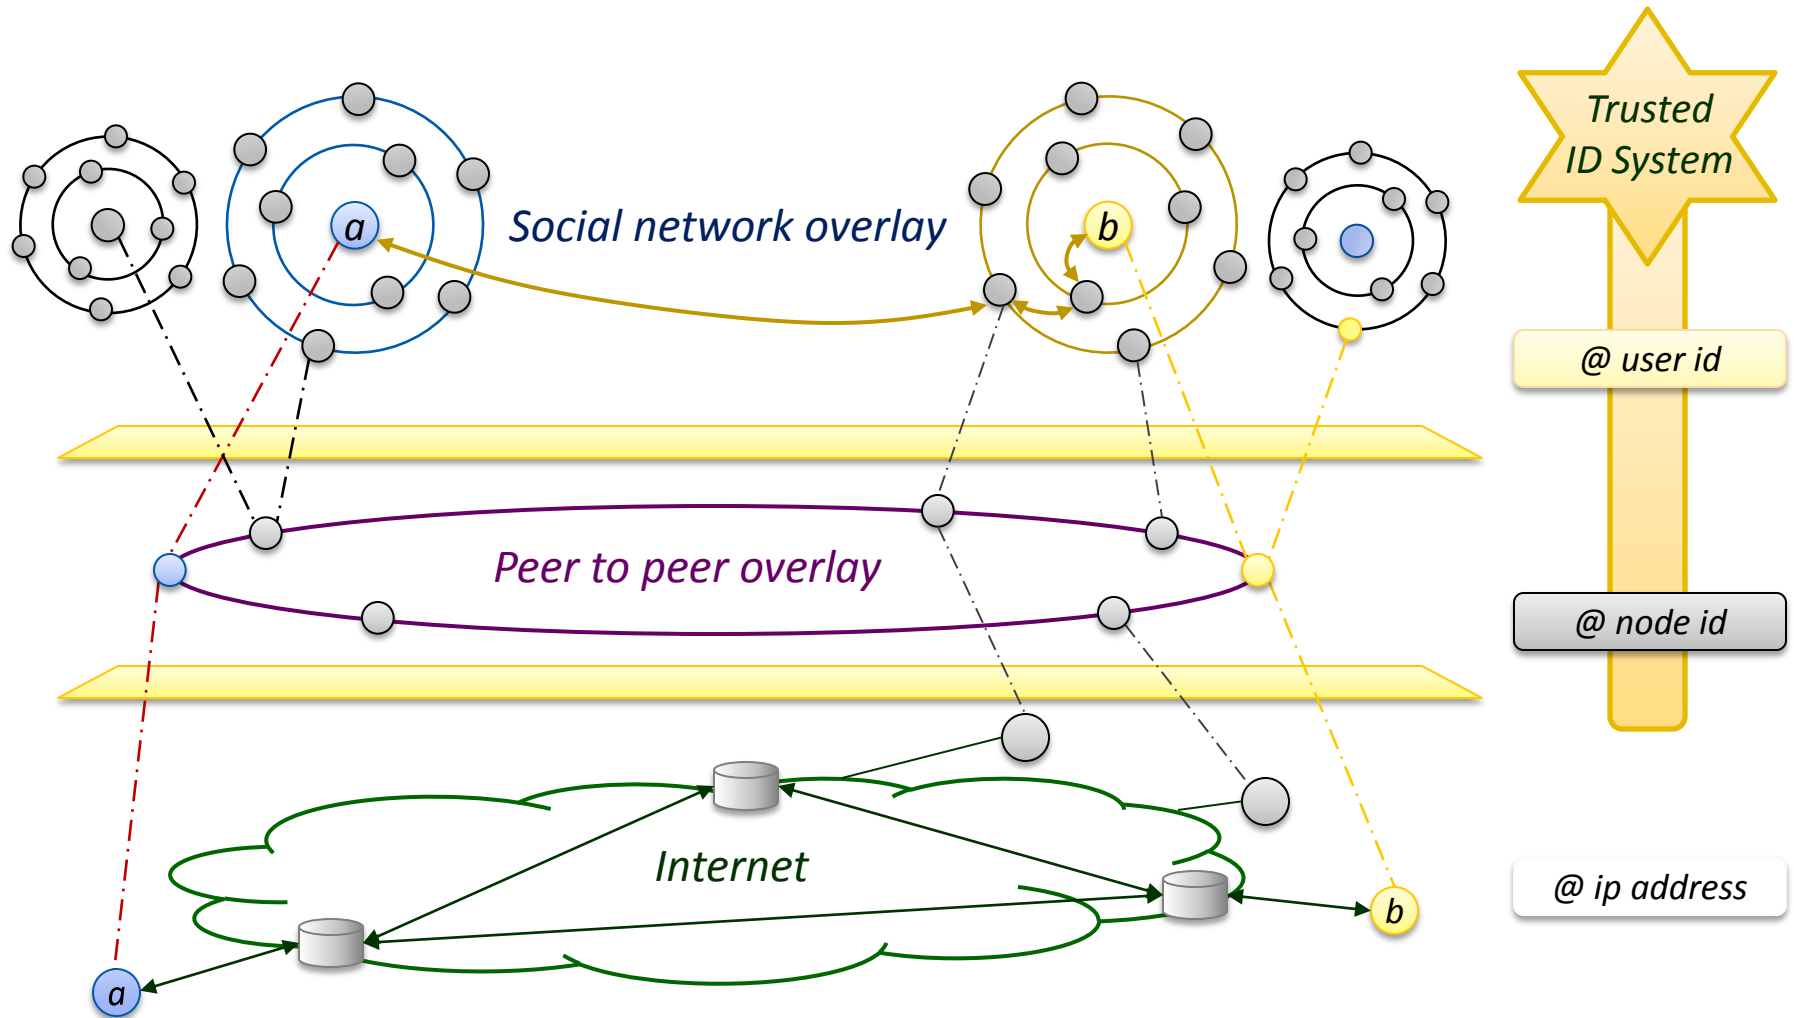 Trusted
ID System
a
Social network overlay
b
@ user id
Peer to peer overlay
@ node id
Internet
@ ip address
b
a